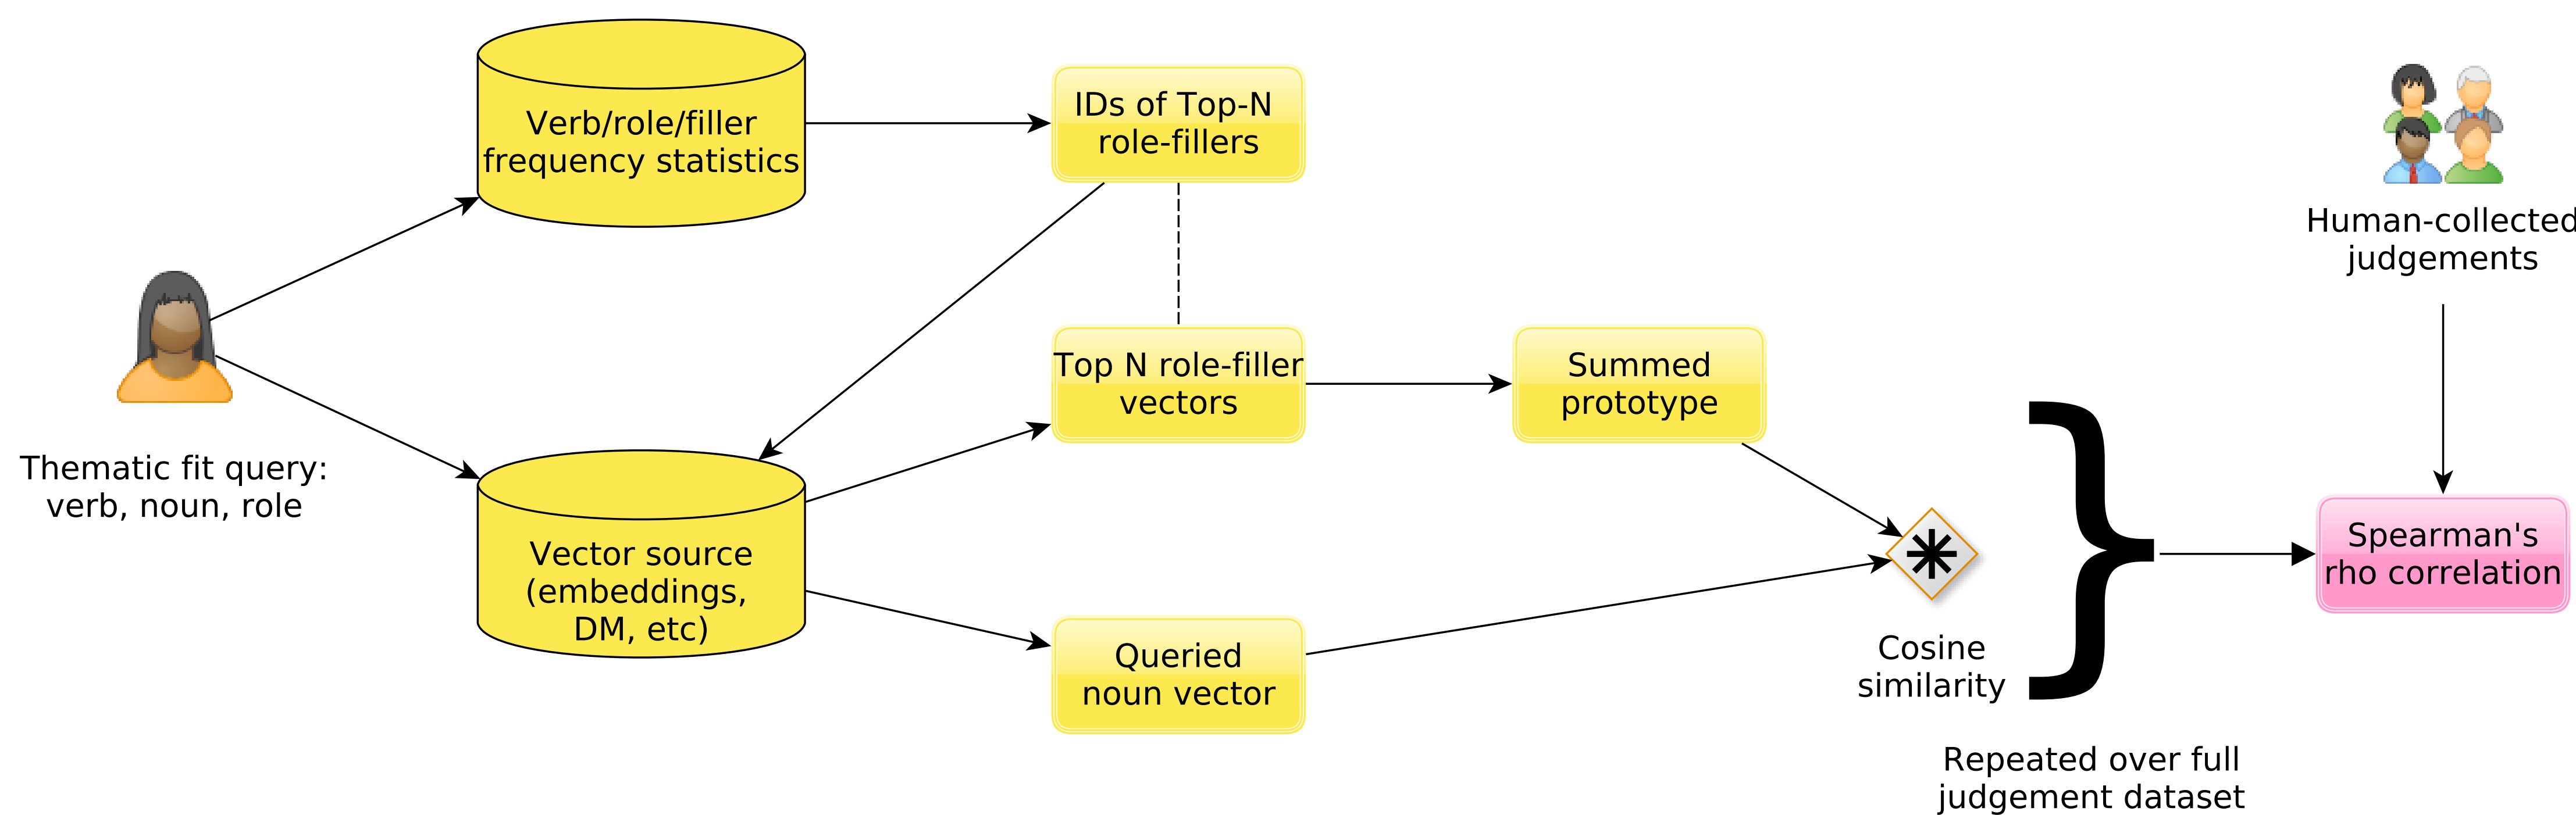 Verb/role/filler
frequency statistics
IDs of Top-N
role-fillers
Human-collected
judgements
Thematic fit query:
verb, noun, role
Top N role-filler
vectors
Summed
prototype
Vector source
(embeddings,
DM, etc)
Queried
noun vector
Cosine
similarity
}
Repeated over full
judgement dataset
Spearman's
rho correlation